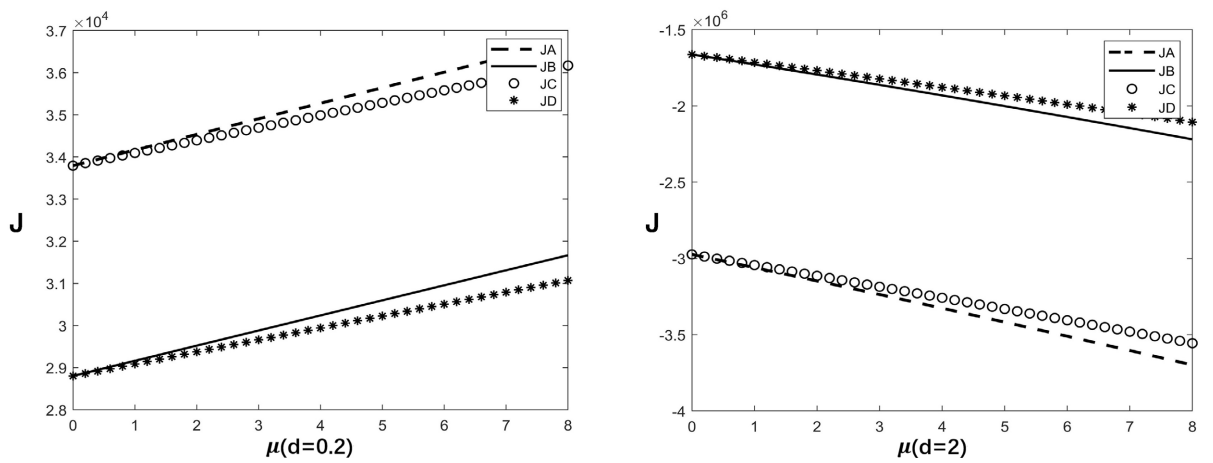 ×10⁴
3.7
3.6
3.5
3.4
3.3
3.2
3.1
3
2.9
2.8
J
0 1 2 3 4 5 6 7 8
μ(d=0.2)
JA
JB
JC
JD
×10⁶
-1.5
-2
-2.5
-3
-3.5
-4
J
0 1 2 3 4 5 6 7 8
μ(d=2)
JA
JB
JC
JD